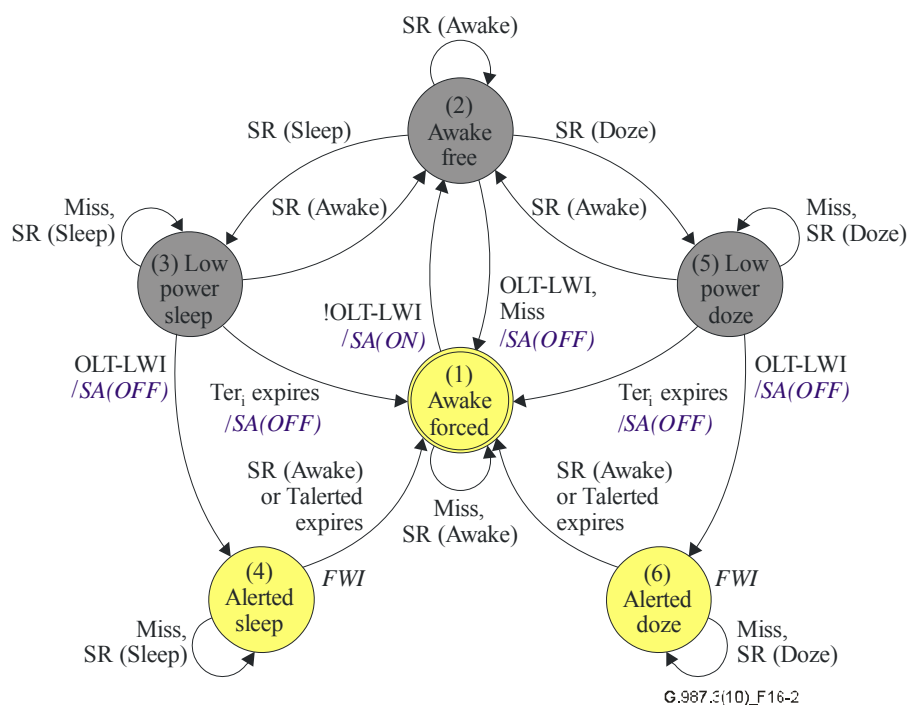 SR (Awake)
(2)
Awake
free
SR (Sleep)
SR (Doze)
SR (Awake)
SR (Awake)
Miss,
SR (Sleep)
Miss,
SR (Doze)
(3) Low
power
sleep
(5) Low
power
doze
!OLT-LWI
/SA(ON)
OLT-LWI,
Miss
/SA(OFF)
OLT-LWI
/SA(OFF)
OLT-LWI
/SA(OFF)
Teri expires
/SA(OFF)
(1)
Awake
forced
Teri expires
/SA(OFF)
SR (Awake)
or Talerted
expires
Miss,
SR (Awake)
SR (Awake)
or Talerted
expires
(4)
Alerted
sleep
FWI
FWI
(6)
Alerted
doze
Miss,
SR (Sleep)
Miss,
SR (Doze)
G.987.3(10)_F16-2